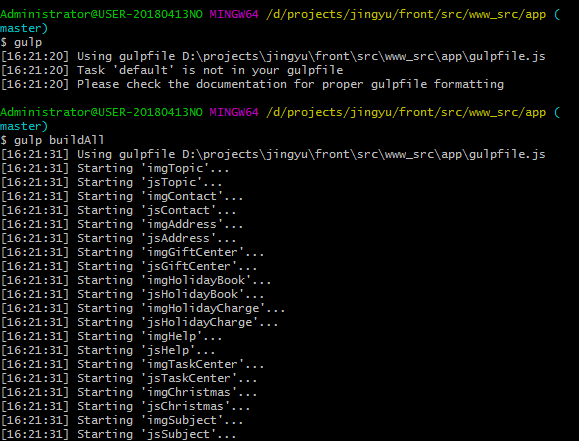 Administrator@USER-20180413NO MINGW64 /d/projects/jingyu/front/src/www_src/app (
master)
$ gulp
[16:21:20] Using gulpfile D:\projects\jingyu\front\src\www_src\app\gulpfile.js
[16:21:20] Task 'default' is not in your gulpfile
[16:21:20] Please check the documentation for proper gulpfile formatting
Administrator@USER-20180413NO MINGW64 /d/projects/jingyu/front/src/www_src/app (
master)
$ gulp buildAll
[16:21:31] Using gulpfile D:\projects\jingyu\front\src\www_src\app\gulpfile.js
[16:21:31] Starting 'imgTopic'...
[16:21:31] Starting 'jsTopic'...
[16:21:31] Starting 'imgContact'...
[16:21:31] Starting 'jsContact'...
[16:21:31] Starting 'imgAddress'...
[16:21:31] Starting 'jsAddress'...
[16:21:31] Starting 'imgGiftCenter'...
[16:21:31] Starting 'jsGiftCenter'...
[16:21:31] Starting 'imgHolidayBook'...
[16:21:31] Starting 'jsHolidayBook'...
[16:21:31] Starting 'imgHolidayCharge'...
[16:21:31] Starting 'jsHolidayCharge'...
[16:21:31] Starting 'imgHelp'...
[16:21:31] Starting 'jsHelp'...
[16:21:31] Starting 'imgTaskCenter'...
[16:21:31] Starting 'jsTaskCenter'...
[16:21:31] Starting 'imgChristmas'...
[16:21:31] Starting 'jsChristmas'...
[16:21:31] Starting 'imgSubject'...
[16:21:31] Starting 'jsSubject'...